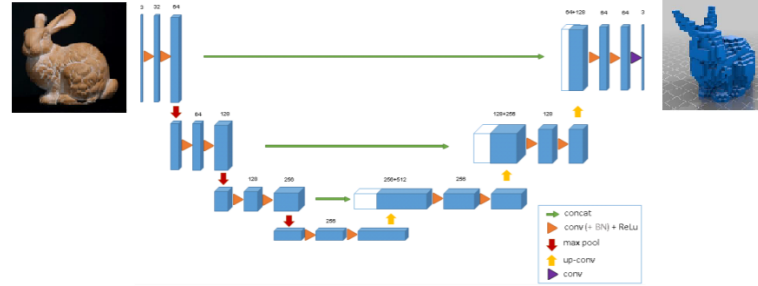 3 32 64
64+128 64 64 3
64 128
128+256 128
128 256
256+512 256
256
concat
conv (+ BN) + ReLu
max pool
up-conv
conv